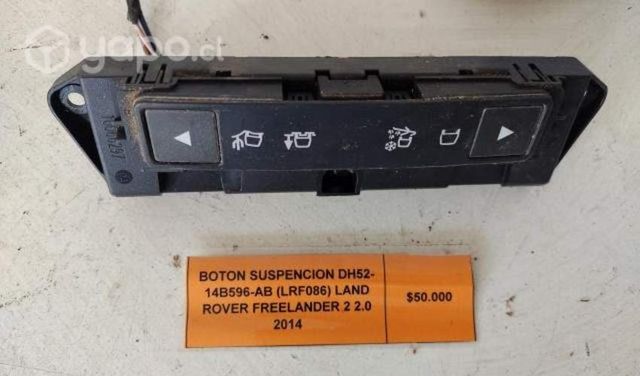 yapo.cl
BOTON SUSPENCION DH52-
14B596-AB (LRF086) LAND
ROVER FREELANDER 2 2.0
2014
$50.000